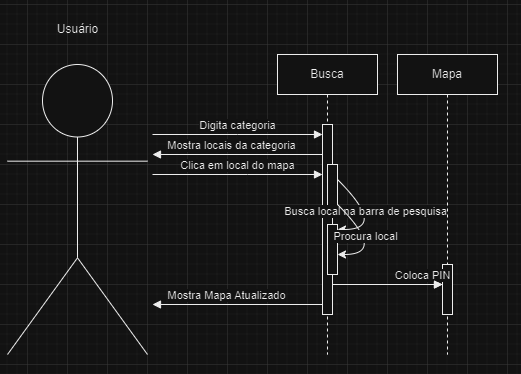 Usuário
Busca
Mapa
Digita categoria
Mostra locais da categoria
Clica em local do mapa
Busca local na barra de pesquisa
Procura local
Coloca PIN
Mostra Mapa Atualizado